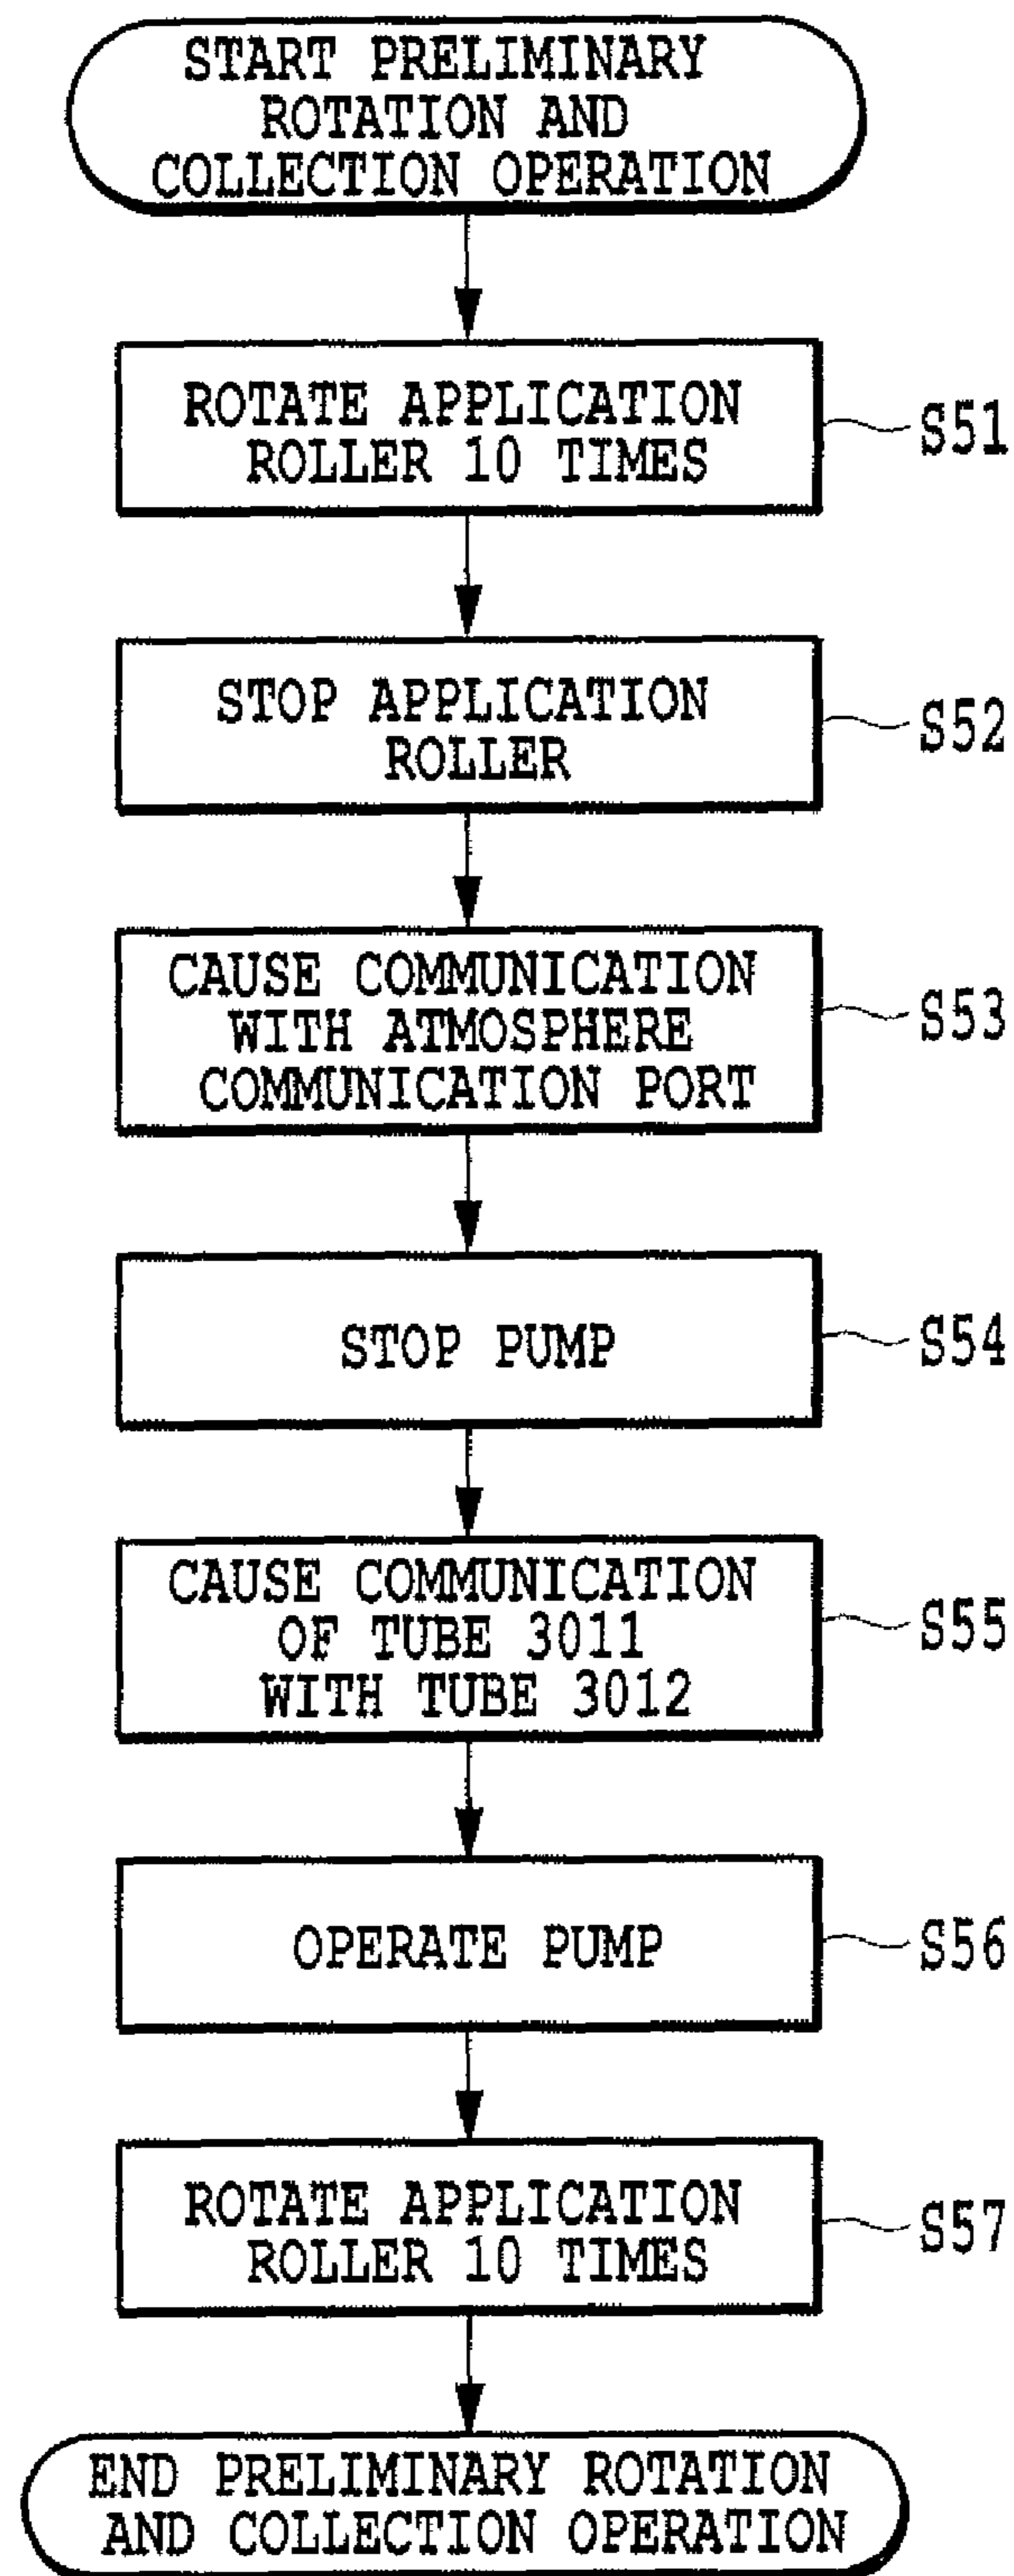 START PRELIMINARY
ROTATION AND
COLLECTION OPERATION
ROTATE APPLICATION
ROLLER 10 TIMES
S51
STOP APPLICATION
ROLLER
S52
CAUSE COMMUNICATION
WITH ATMOSPHERE
COMMUNICATION PORT
S53
STOP PUMP
S54
CAUSE COMMUNICATION
OF TUBE 3011
WITH TUBE 3012
S55
OPERATE PUMP
S56
ROTATE APPLICATION
ROLLER 10 TIMES
S57
END PRELIMINARY ROTATION
AND COLLECTION OPERATION